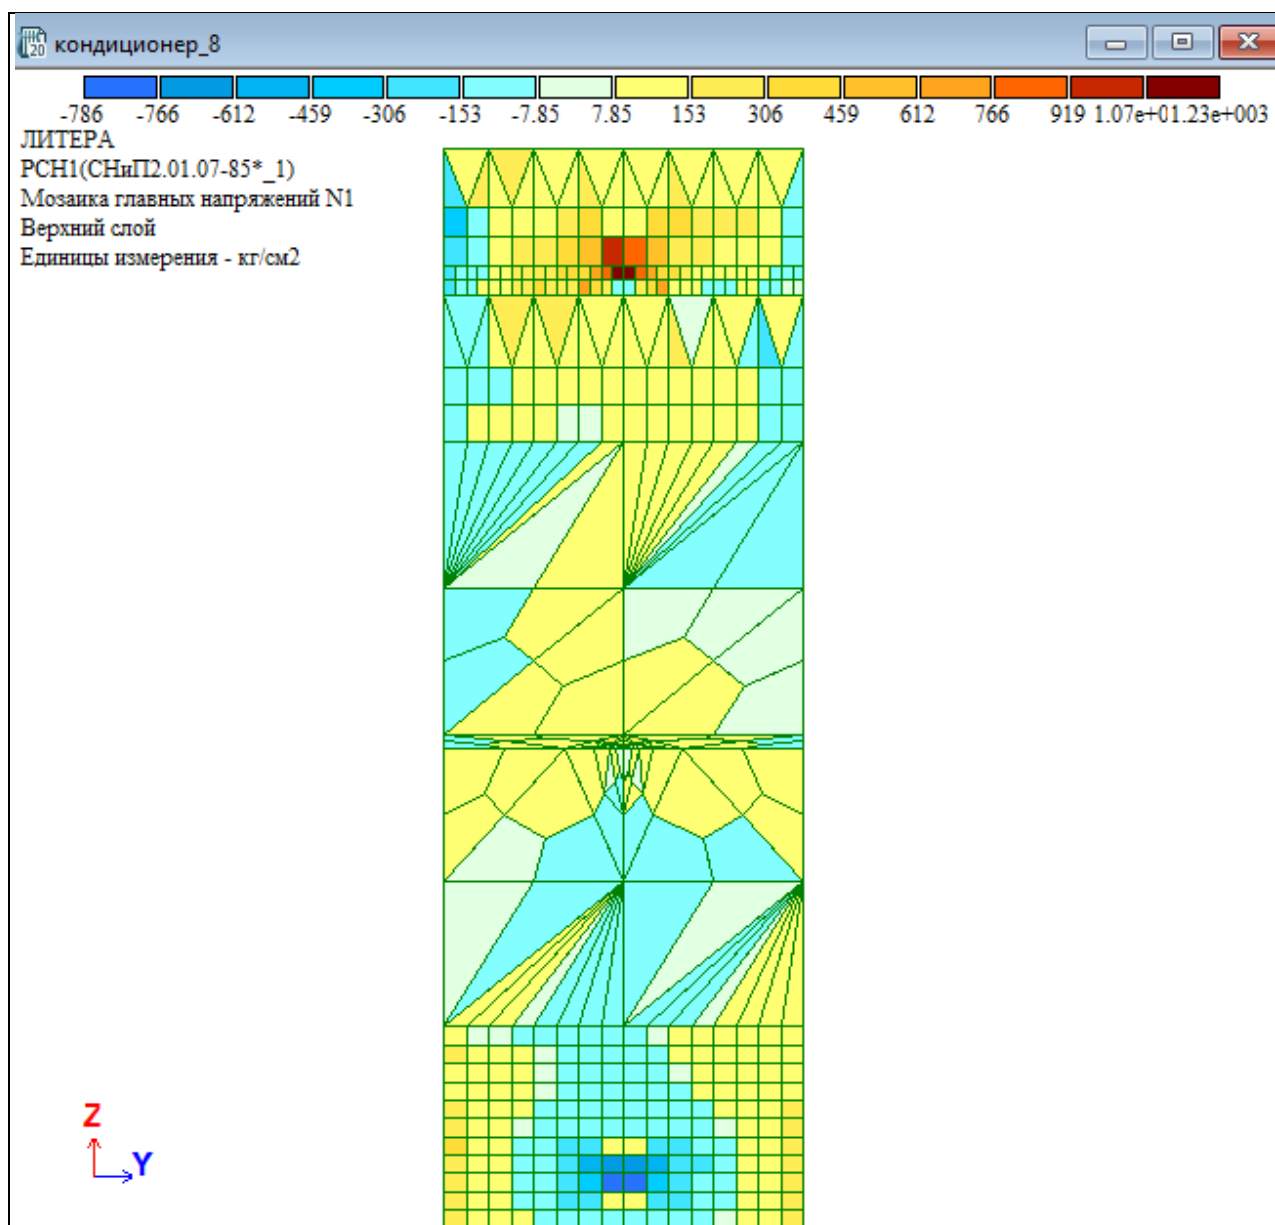 кондиционер_8
-786 -766 -612 -459 -306 -153 -7.85 7.85 153 306 459 612 766 919 1.07e+01.23e+003
ЛИТЕРА
РСН1(СНиП2.01.07-85*_1)
Мозаика главных напряжений N1
Верхний слой
Единицы измерения - кг/см2
Z
Y